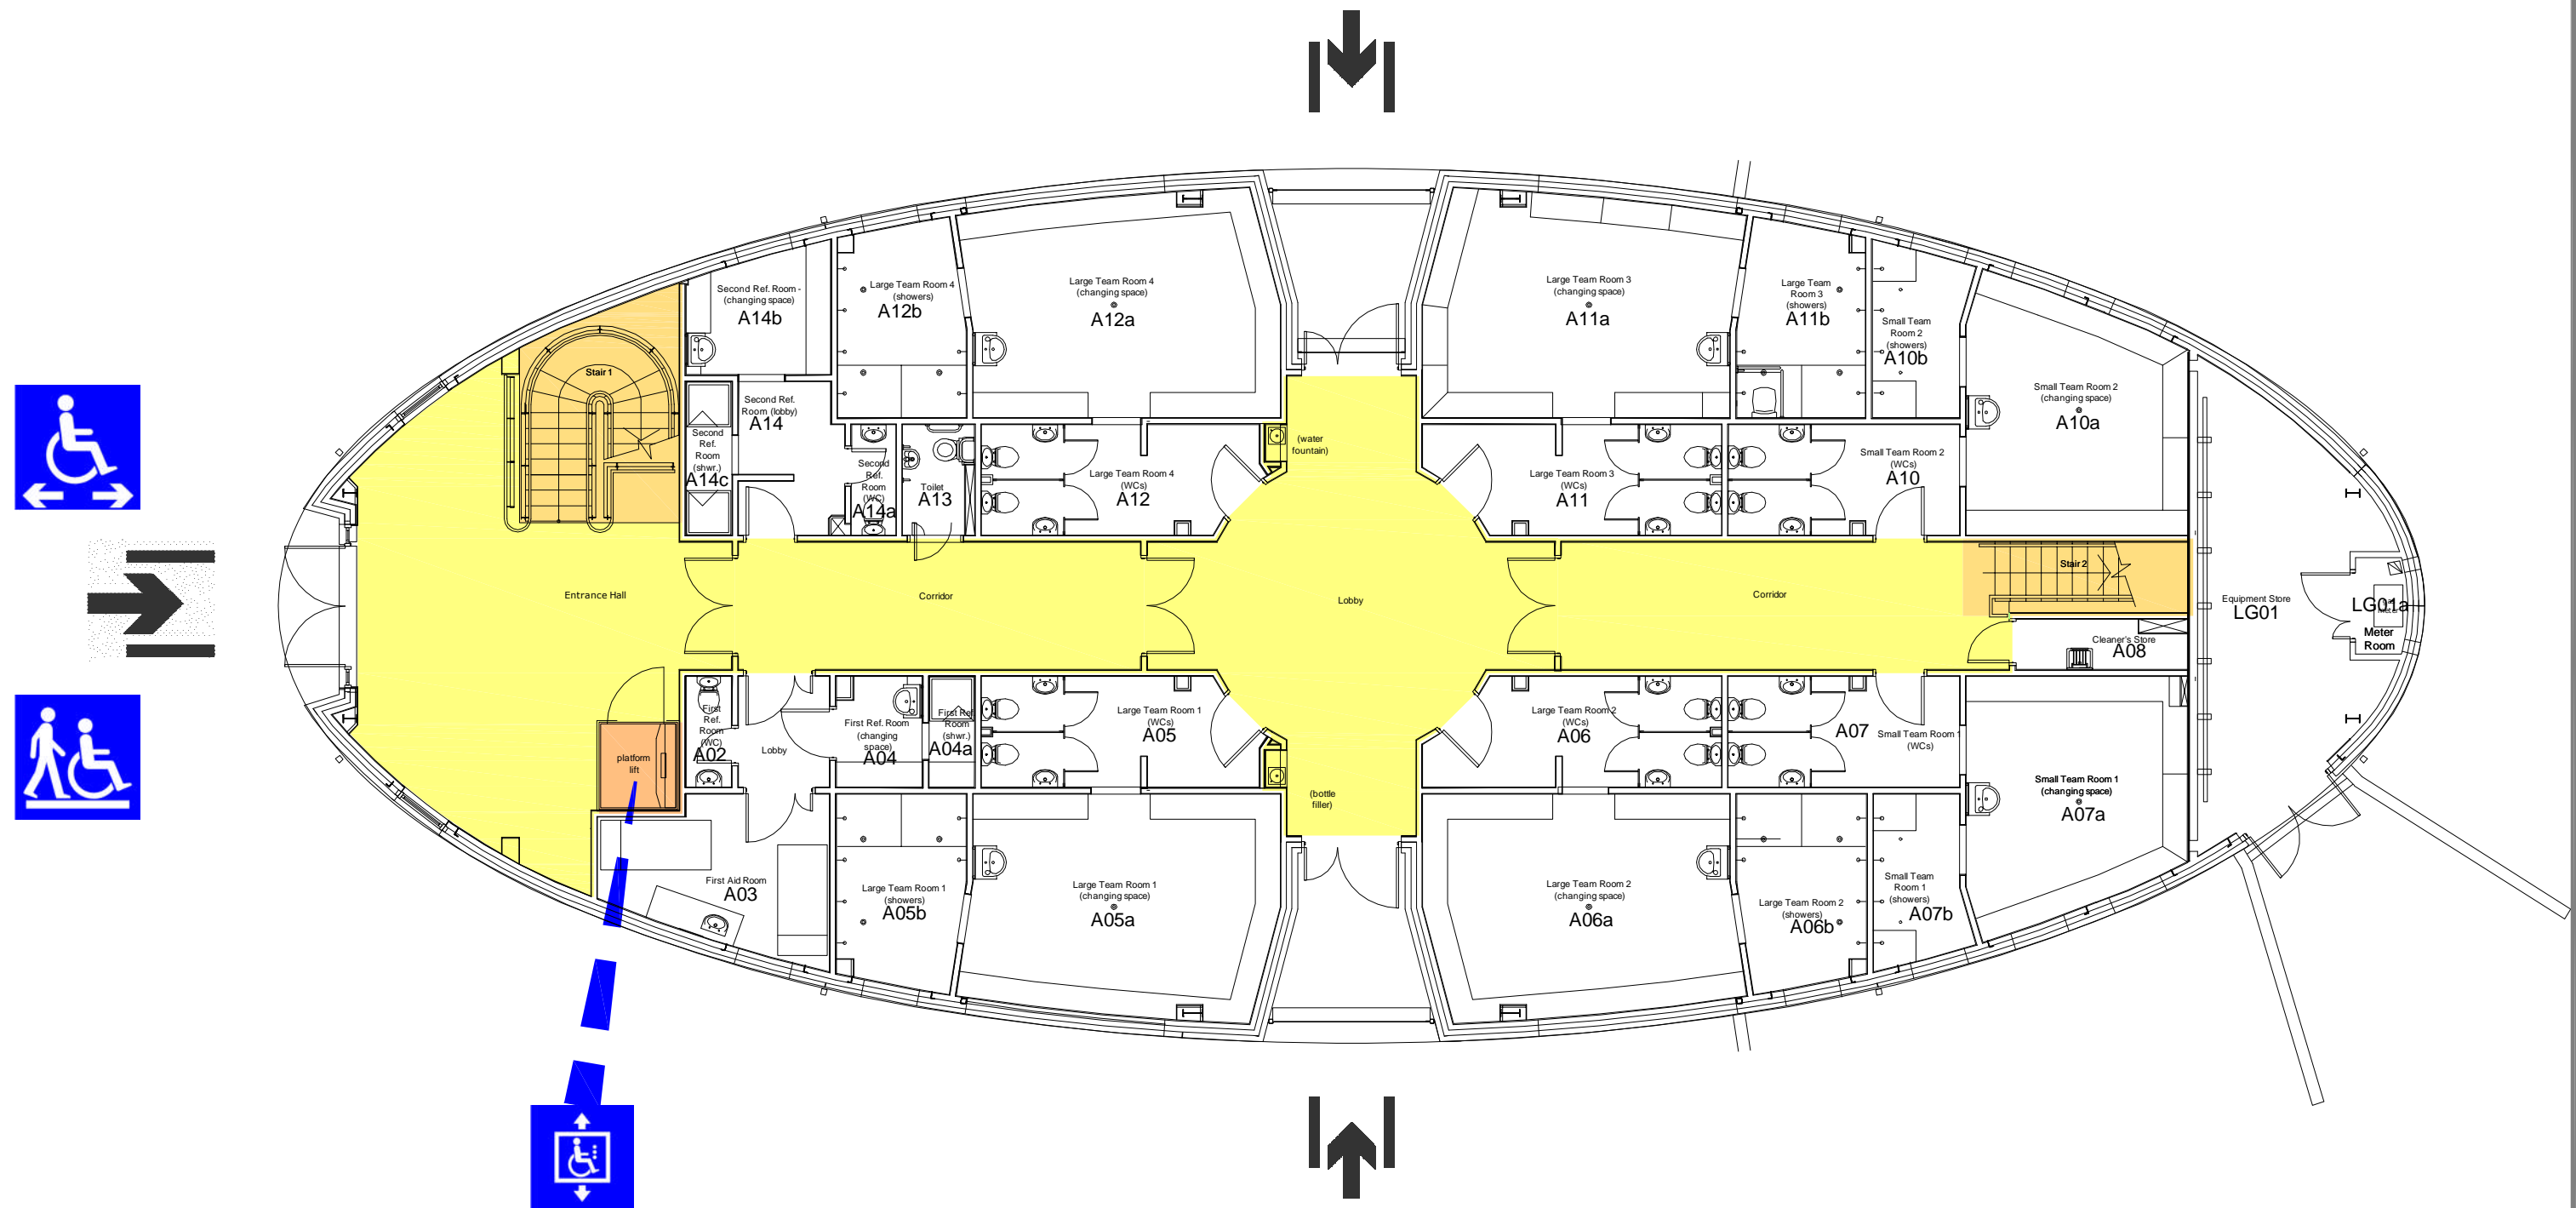 Second Ref. Room -
(changing space)
A14b
Large Team Room 4
(showers)
A12b
Large Team Room 4
(changing space)
A12a
Large Team Room 3
(changing space)
A11a
Large Team
Room 3
(showers)
A11b
Small Team
Room 2
(showers)
A10b
Small Team Room 2
(changing space)
A10a
Stair 1
Second Ref.
Room (lobby)
A14
Second
Ref.
Room
(shwr.)
A14c
Second
Ref.
Room
(WC)
A14a
Toilet
A13
Large Team Room 4
(WCs)
A12
(water
fountain)
Large Team Room 3
(WCs)
A11
Small Team Room 2
(WCs)
A10
Entrance Hall
Corridor
Lobby
Corridor
Stair 2
Equipment Store
LG01
LG01a
Meter
Room
Cleaner's Store
A08
platform
lift
First
Ref.
Room
(WC)
A02
Lobby
First Ref. Room
(changing
space)
A04
First Ref.
Room
(shwr.)
A04a
Large Team Room 1
(WCs)
A05
(bottle
filler)
Large Team Room 2
(WCs)
A06
A07
Small Team Room 1
(WCs)
Small Team Room 1
(changing space)
A07a
First Aid Room
A03
Large Team Room 1
(showers)
A05b
Large Team Room 1
(changing space)
A05a
Large Team Room 2
(changing space)
A06a
Large Team Room 2
(showers)
A06b
Small Team
Room 1
(showers)
A07b